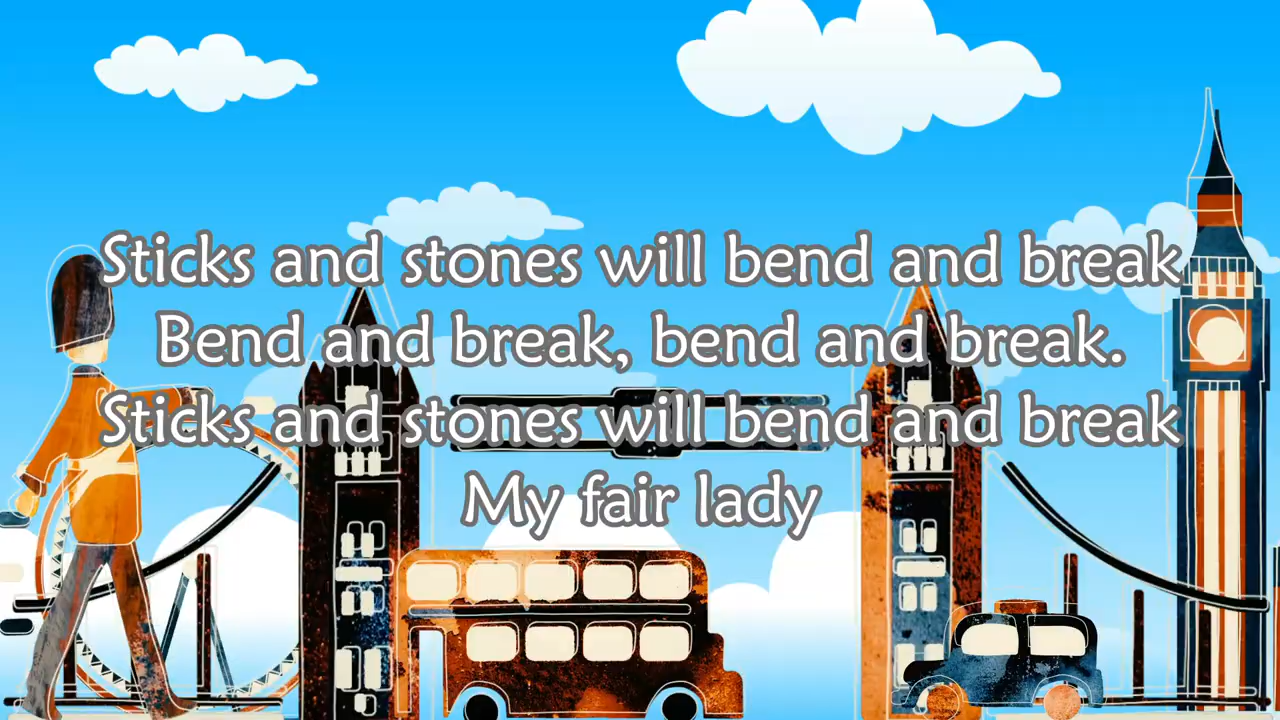 Sticks and stones will bend and break
Bend and break, bend and break.
Sticks and stones will bend and break
My fair lady